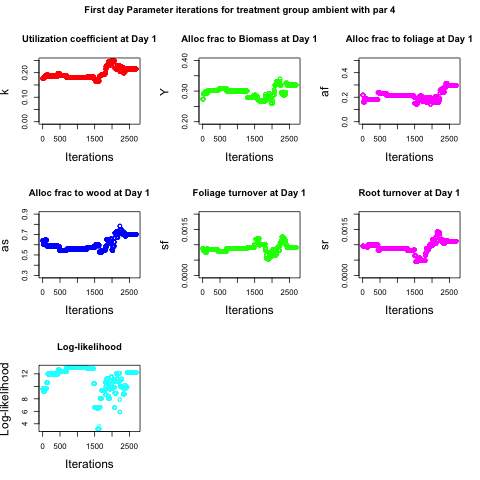 First day Parameter iterations for treatment group ambient with par 4
Utilization coefficient at Day 1
k
0.00 0.10 0.20
0 500 1500 2500
Iterations
Alloc frac to Biomass at Day 1
Y
0.20 0.30 0.40
0 500 1500 2500
Iterations
Alloc frac to foliage at Day 1
af
0.0 0.2 0.4
0 500 1500 2500
Iterations
Alloc frac to wood at Day 1
as
0.3 0.5 0.7 0.9
0 500 1500 2500
Iterations
Foliage turnover at Day 1
sf
0.0000 0.0015
0 500 1500 2500
Iterations
Root turnover at Day 1
sr
0.0000 0.0015
0 500 1500 2500
Iterations
Log-likelihood
Log-likelihood
4 6 8 12
0 500 1500 2500
Iterations